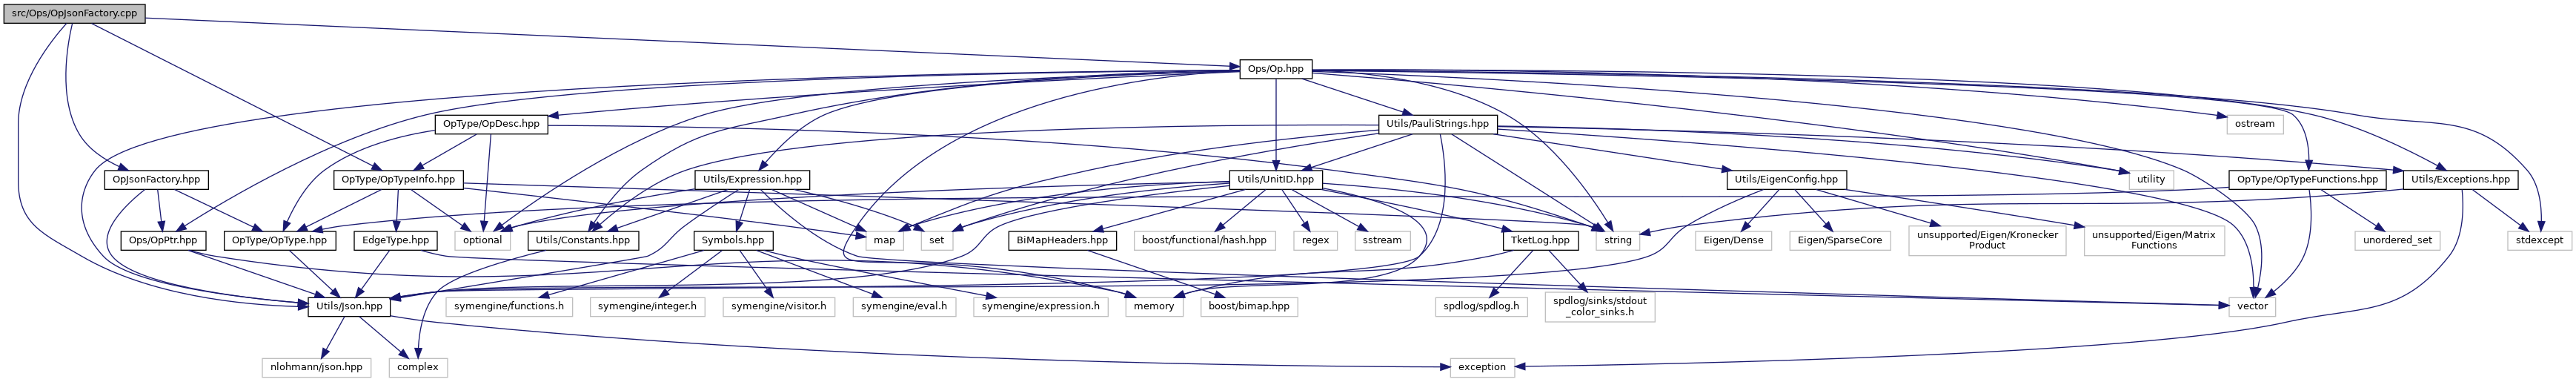 src/Ops/OpJsonFactory.cpp
Ops/Op.hpp
OpType/OpDesc.hpp
Utils/PauliStrings.hpp
ostream
OpJsonFactory.hpp
OpType/OpTypeInfo.hpp
Utils/Expression.hpp
Utils/UnitID.hpp
Utils/EigenConfig.hpp
utility
OpType/OpTypeFunctions.hpp
Utils/Exceptions.hpp
Ops/OpPtr.hpp
OpType/OpType.hpp
EdgeType.hpp
optional
Utils/Constants.hpp
Symbols.hpp
map
set
BiMapHeaders.hpp
boost/functional/hash.hpp
regex
sstream
TketLog.hpp
string
Eigen/Dense
Eigen/SparseCore
unsupported/Eigen/Kronecker
Product
unsupported/Eigen/Matrix
Functions
unordered_set
stdexcept
Utils/Json.hpp
symengine/functions.h
symengine/integer.h
symengine/visitor.h
symengine/eval.h
symengine/expression.h
memory
boost/bimap.hpp
spdlog/spdlog.h
spdlog/sinks/stdout
_color_sinks.h
vector
nlohmann/json.hpp
complex
exception